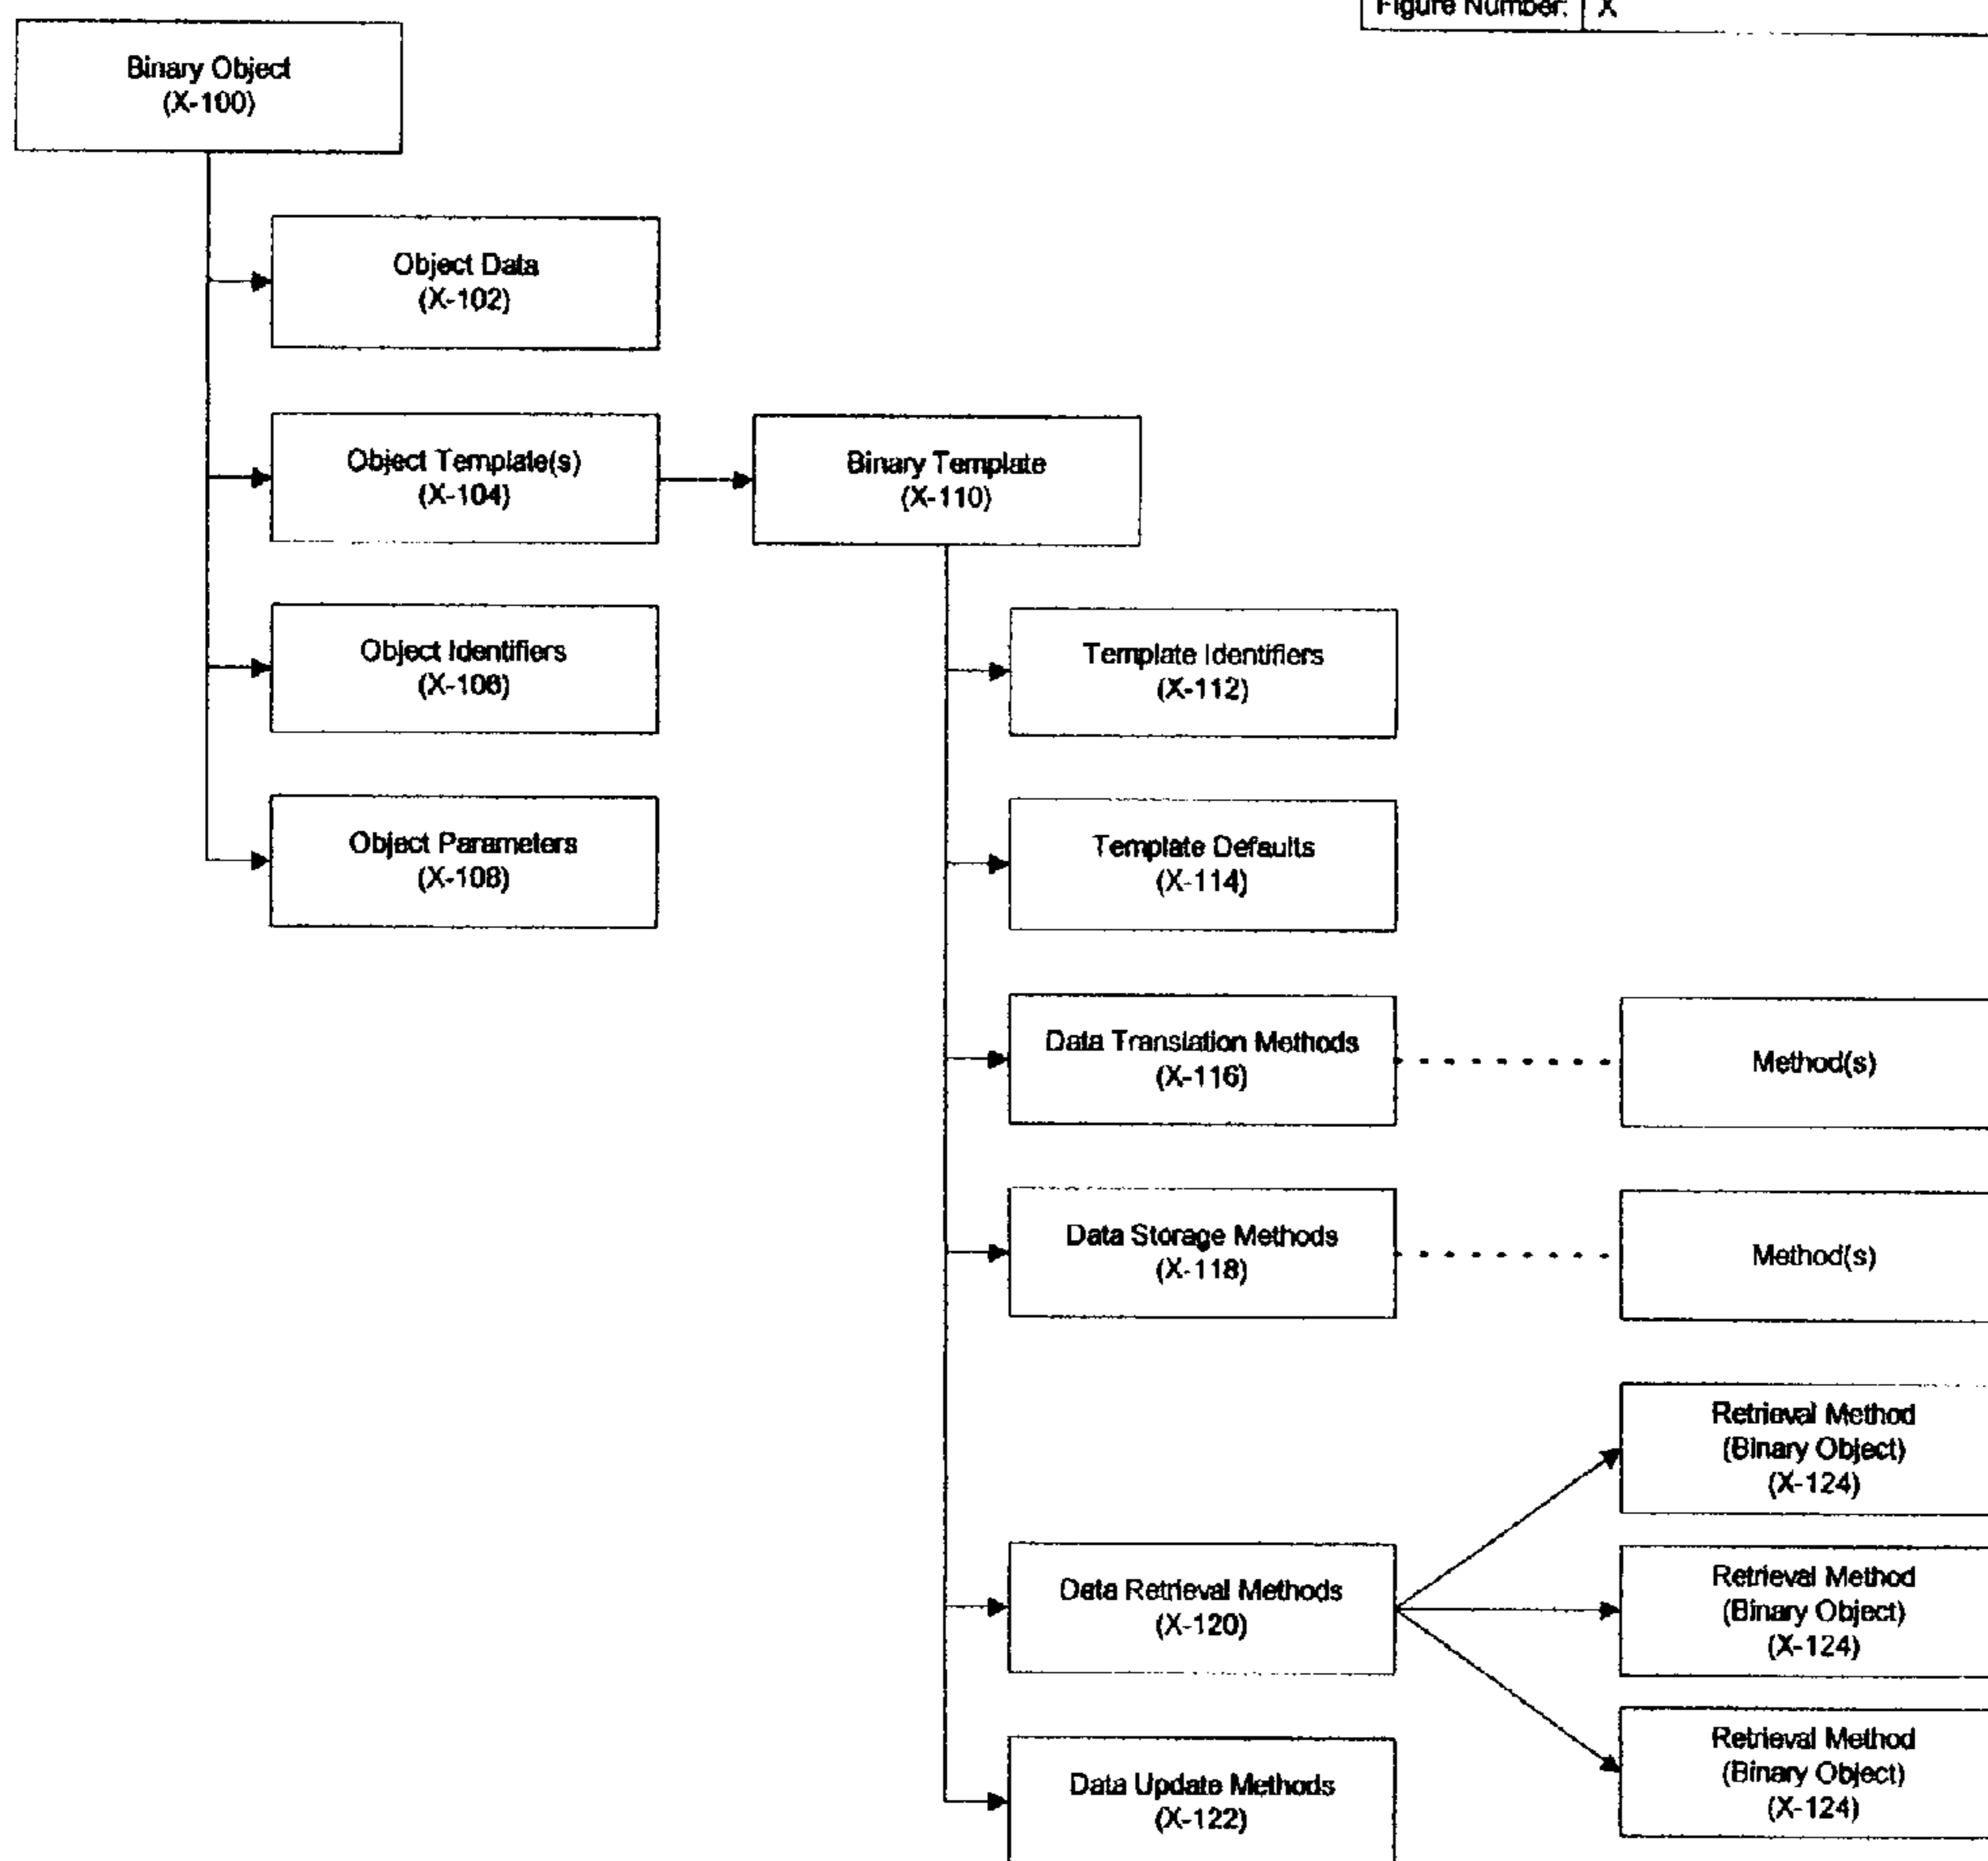 Figure Number: X
Binary Object
(X-100)
Object Data
(X-102)
Object Template(s)
(X-104)
Binary Template
(X-110)
Object Identifiers
(X-106)
Template Identifiers
(X-112)
Object Parameters
(X-108)
Template Defaults
(X-114)
Data Translation Methods
(X-116)
Method(s)
Data Storage Methods
(X-118)
Method(s)
Retrieval Method
(Binary Object)
(X-124)
Data Retrieval Methods
(X-120)
Retrieval Method
(Binary Object)
(X-124)
Retrieval Method
(Binary Object)
(X-124)
Data Update Methods
(X-122)